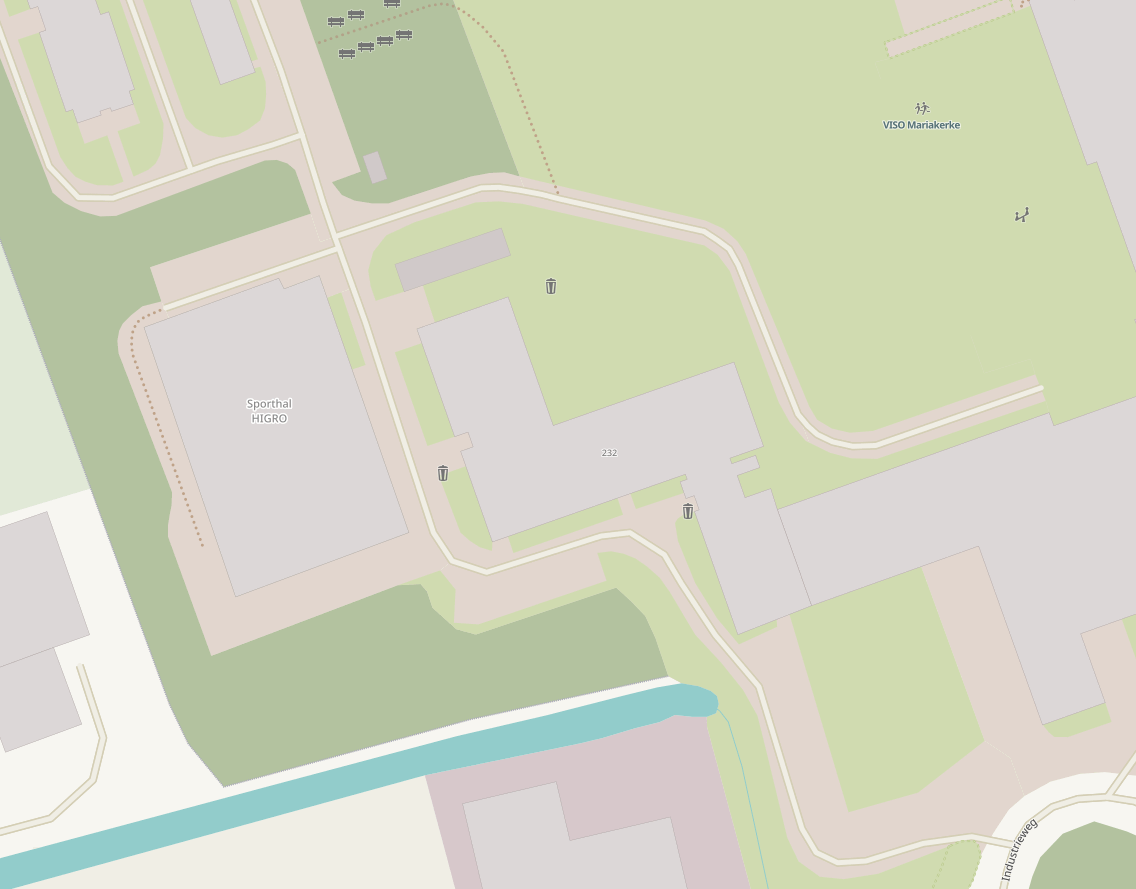 VISO Mariakerke
Sporthal
HIGRO
232
Industrieweg